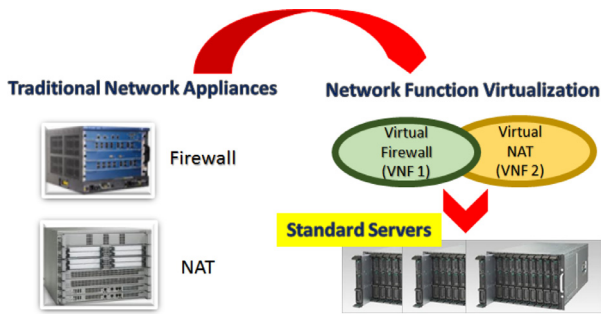 Traditional Network Appliances
Firewall
NAT
Network Function Virtualization
Virtual
Firewall
(VNF 1)
Virtual
NAT
(VNF 2)
Standard Servers